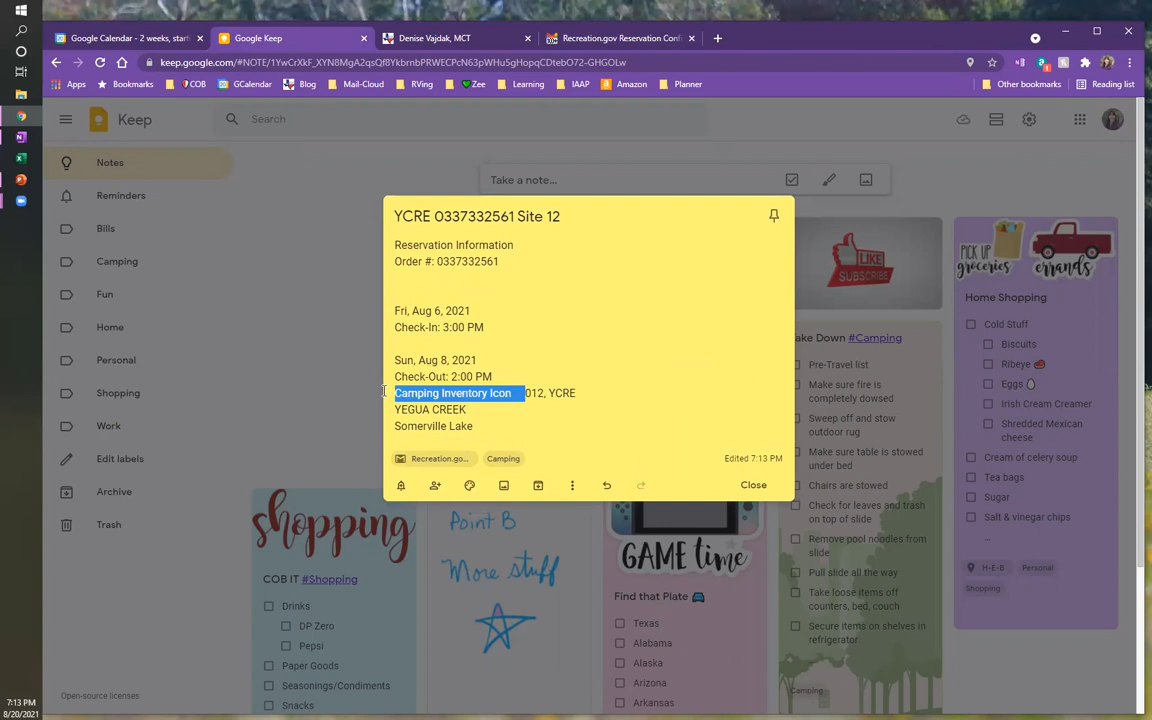 Google Calendar - 2 weeks, start
Google Keep
Denise Vajdak, MCT
Recreation.gov Reservation Conf
keep.google.com/#NOTE/1YwCrXkF_XYN8MgA2qsQf8YkbrnbPRWECPcN63pWHu5gHopqCDtebO72-GHGOLw
Apps
Bookmarks
COB
GCalendar
Blog
Mail-Cloud
RVing
Zee
Learning
IAAP
Amazon
Planner
Other bookmarks
Reading list
Keep
Search
Notes
Reminders
Bills
Camping
Fun
Home
Personal
Shopping
Work
Edit labels
Archive
Trash
Open-source licenses
Take a note...
YCRE 0337332561 Site 12
Reservation Information
Order #: 0337332561
Fri, Aug 6, 2021
Check-In: 3:00 PM
Sun, Aug 8, 2021
Check-Out: 2:00 PM
Camping Inventory Icon 012, YCRE
YEGUA CREEK
Somerville Lake
Recreation.go...
Camping
Edited 7:13 PM
Close
shopping
COB IT #Shopping
Drinks
DP Zero
Pepsi
Paper Goods
Seasonings/Condiments
Snacks
Point B
More stuff
GAME time
Find that Plate
Texas
Alabama
Alaska
Arizona
Arkansas
LIKE
SUBSCRIBE
ake Down #Camping
Pre-Travel list
Make sure fire is
completely dowsed
Sweep off and stow
outdoor rug
Make sure table is stowed
under bed
Chairs are stowed
Check for faucets and trash
on top of slide
Remove pool noodles from
slide
Pull slide all the way
Take loose items off
counters, bed, couch
Secure items on shelves in
refrigerator
Camping
PICK UP
groceries
errands
Home Shopping
Cold Stuff
Biscuits
Ribeye
Eggs
Irish Cream Creamer
Shredded Mexican
cheese
Cream of celery soup
Tea bags
Sugar
Salt & vinegar chips
H-E-B
Personal
Shopping
7:13 PM
8/20/2021